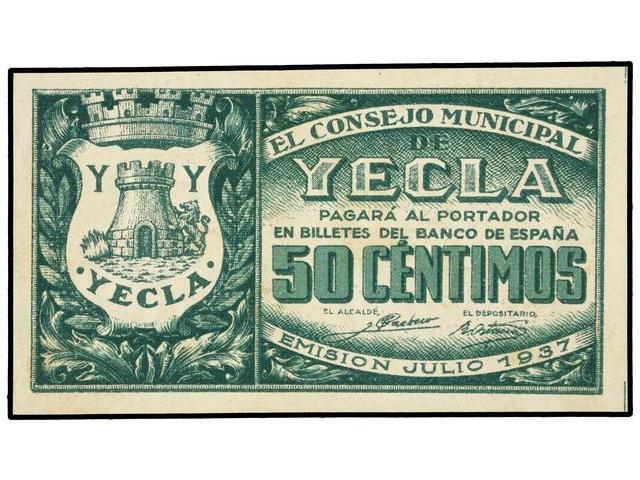 Y Y
·YECLA·
EL CONSEJO MUNICIPAL
DE
YECLA
PAGARÁ AL PORTADOR
EN BILLETES DEL BANCO DE ESPAÑA
50 CÉNTIMOS
EL ALCALDE, EL DEPOSITARIO,
EMISION JULIO 1937